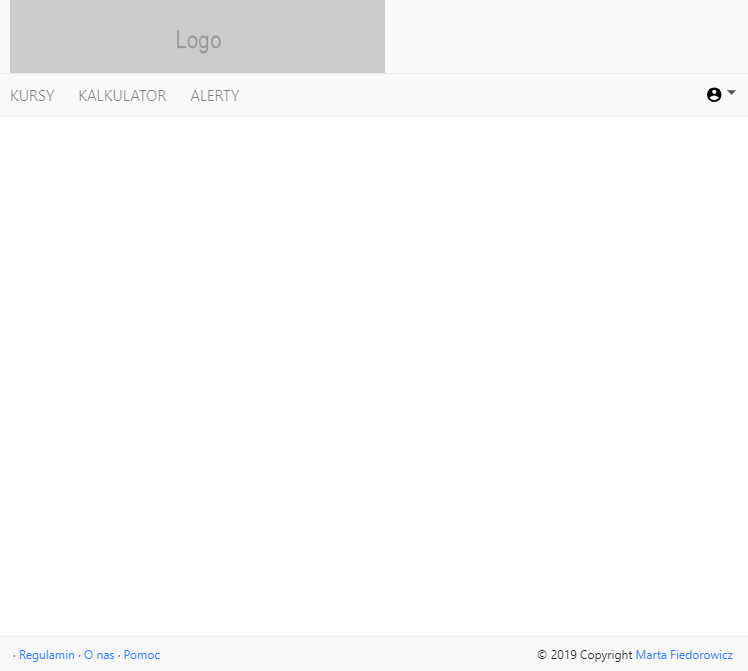 Logo
KURSY KALKULATOR ALERTY
· Regulamin · O nas · Pomoc © 2019 Copyright Marta Fiedorowicz